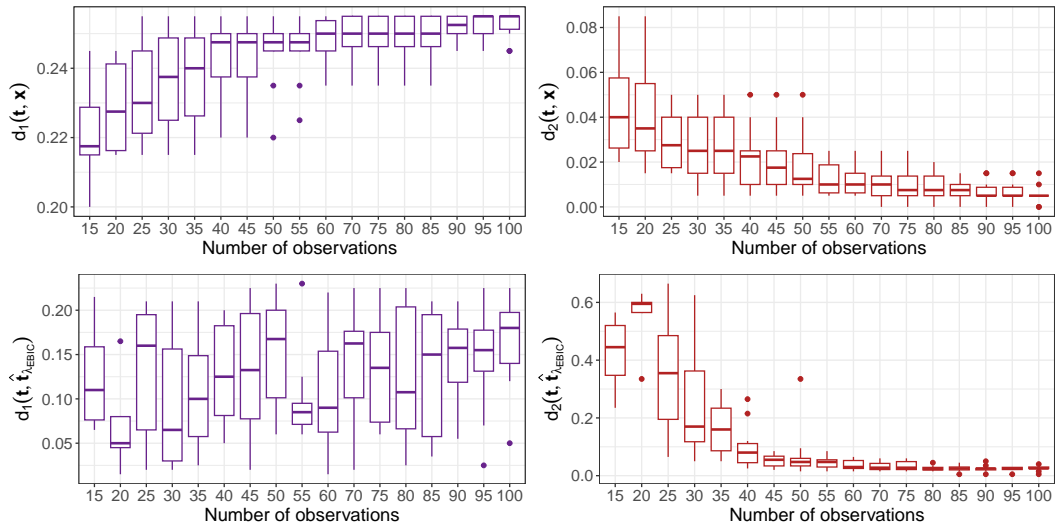 d₁(t, x)
0.24
0.22
0.20
15 20 25 30 35 40 45 50 55 60 65 70 75 80 85 90 95 100
Number of observations
d₂(t, x)
0.08
0.06
0.04
0.02
0.00
15 20 25 30 35 40 45 50 55 60 70 75 80 85 90 95 100
Number of observations
d₁(t, t̂λEBIC)
0.20
0.15
0.10
0.05
15 20 25 30 35 40 45 50 55 60 70 75 80 85 90 95 100
Number of observations
d₂(t, t̂λEBIC)
0.6
0.4
0.2
0.0
15 20 25 30 35 40 45 50 55 60 70 75 80 85 90 95 100
Number of observations